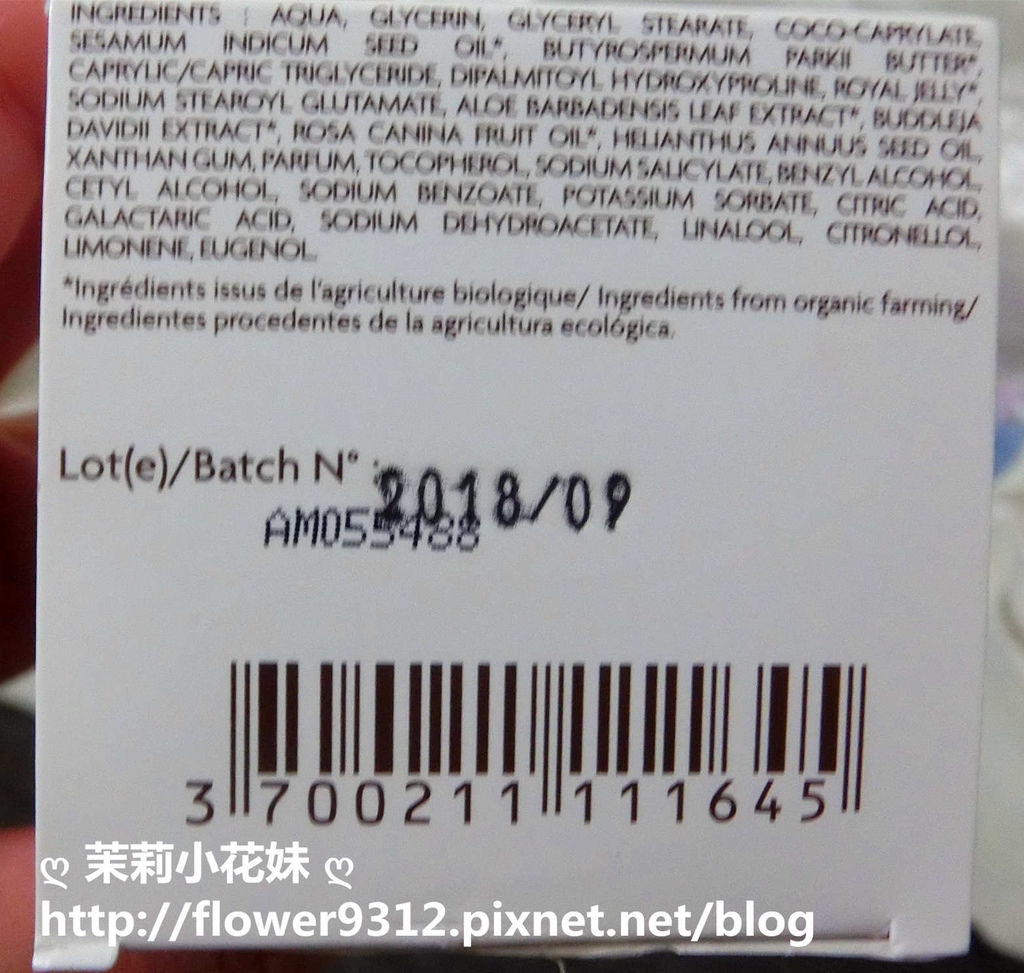 INGREDIENTS : AQUA, GLYCERIN, GLYCERYL STEARATE, COCO-CAPRYLATE,
SESAMUM INDICUM SEED OIL*, BUTYROSPERMUM PARKII BUTTER*,
CAPRYLIC/CAPRIC TRIGLYCERIDE, DIPALMITOYL HYDROXYPROLINE, ROYAL JELLY*,
SODIUM STEAROYL GLUTAMATE, ALOE BARBADENSIS LEAF EXTRACT*, BUDDLEJA
DAVIDII EXTRACT*, ROSA CANINA FRUIT OIL*, HELIANTHUS ANNUUS SEED OIL,
XANTHAN GUM, PARFUM, TOCOPHEROL, SODIUM SALICYLATE, BENZYL ALCOHOL,
CETYL ALCOHOL, SODIUM BENZOATE, POTASSIUM SORBATE, CITRIC ACID,
GALACTARIC ACID, SODIUM DEHYDROACETATE, LINALOOL, CITRONELLOL,
LIMONENE, EUGENOL.
*Ingrédients issus de l'agriculture biologique/ Ingredients from organic farming/
Ingredientes procedentes de la agricultura ecológica.
Lot(e)/Batch N° :
2018/09
AM055488
3 700211 111645
ღ 茉莉小花妹 ღ
http://flower9312.pixnet.net/blog